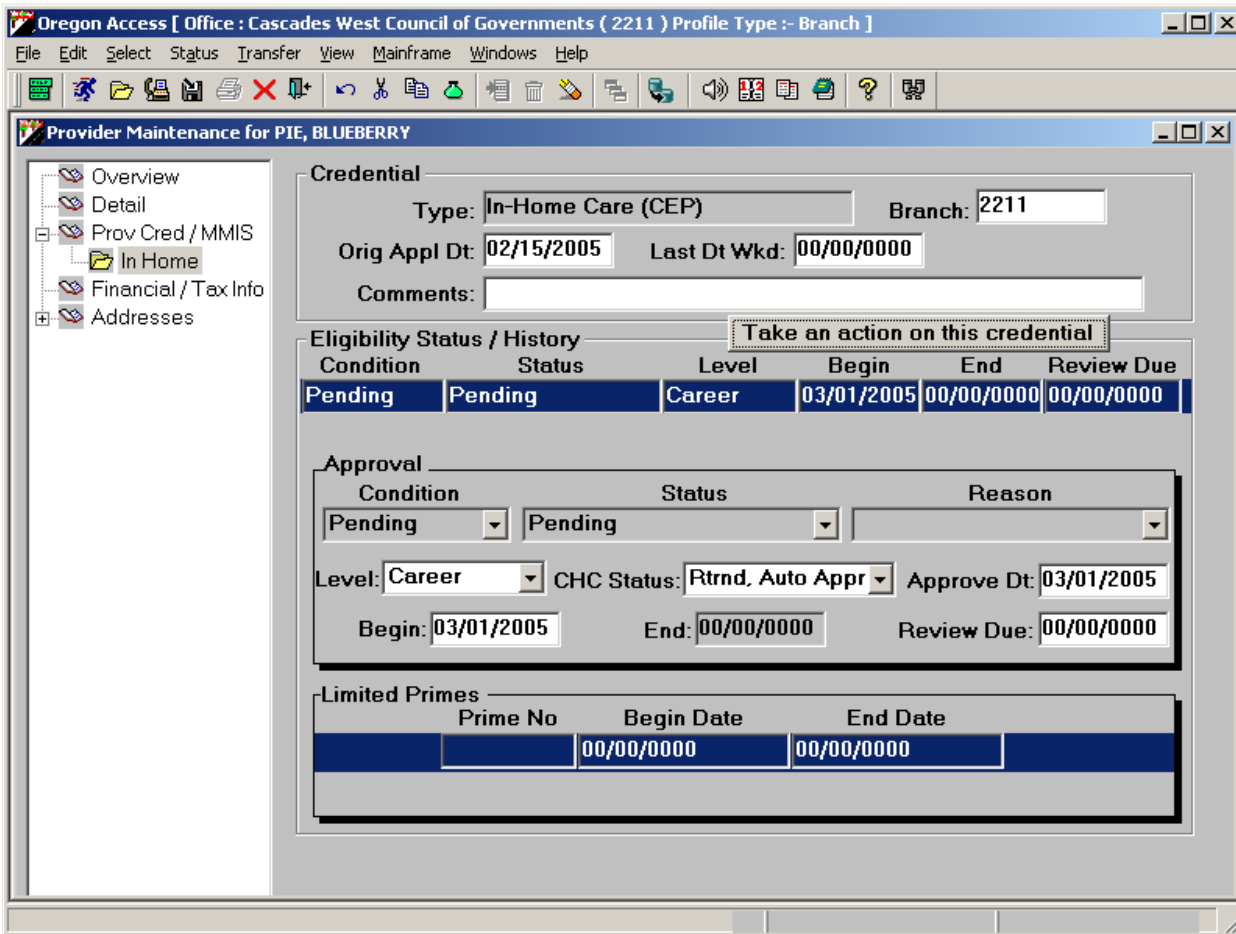 Oregon Access [ Office : Cascades West Council of Governments ( 2211 ) Profile Type :- Branch ]
File Edit Select Status Transfer View Mainframe Windows Help
Provider Maintenance for PIE, BLUEBERRY
Overview
Detail
Prov Cred / MMIS
In Home
Financial / Tax Info
Addresses
Credential
Type: In-Home Care (CEP) Branch: 2211
Orig Appl Dt: 02/15/2005 Last Dt Wkd: 00/00/0000
Comments:
Take an action on this credential
Eligibility Status / History
Condition Status Level Begin End Review Due
Pending Pending Career 03/01/2005 00/00/0000 00/00/0000
Approval
Condition Status Reason
Pending Pending
Level: Career CHC Status: Rtrnd, Auto Appr Approve Dt: 03/01/2005
Begin: 03/01/2005 End: 00/00/0000 Review Due: 00/00/0000
Limited Primes
Prime No Begin Date End Date
00/00/0000 00/00/0000